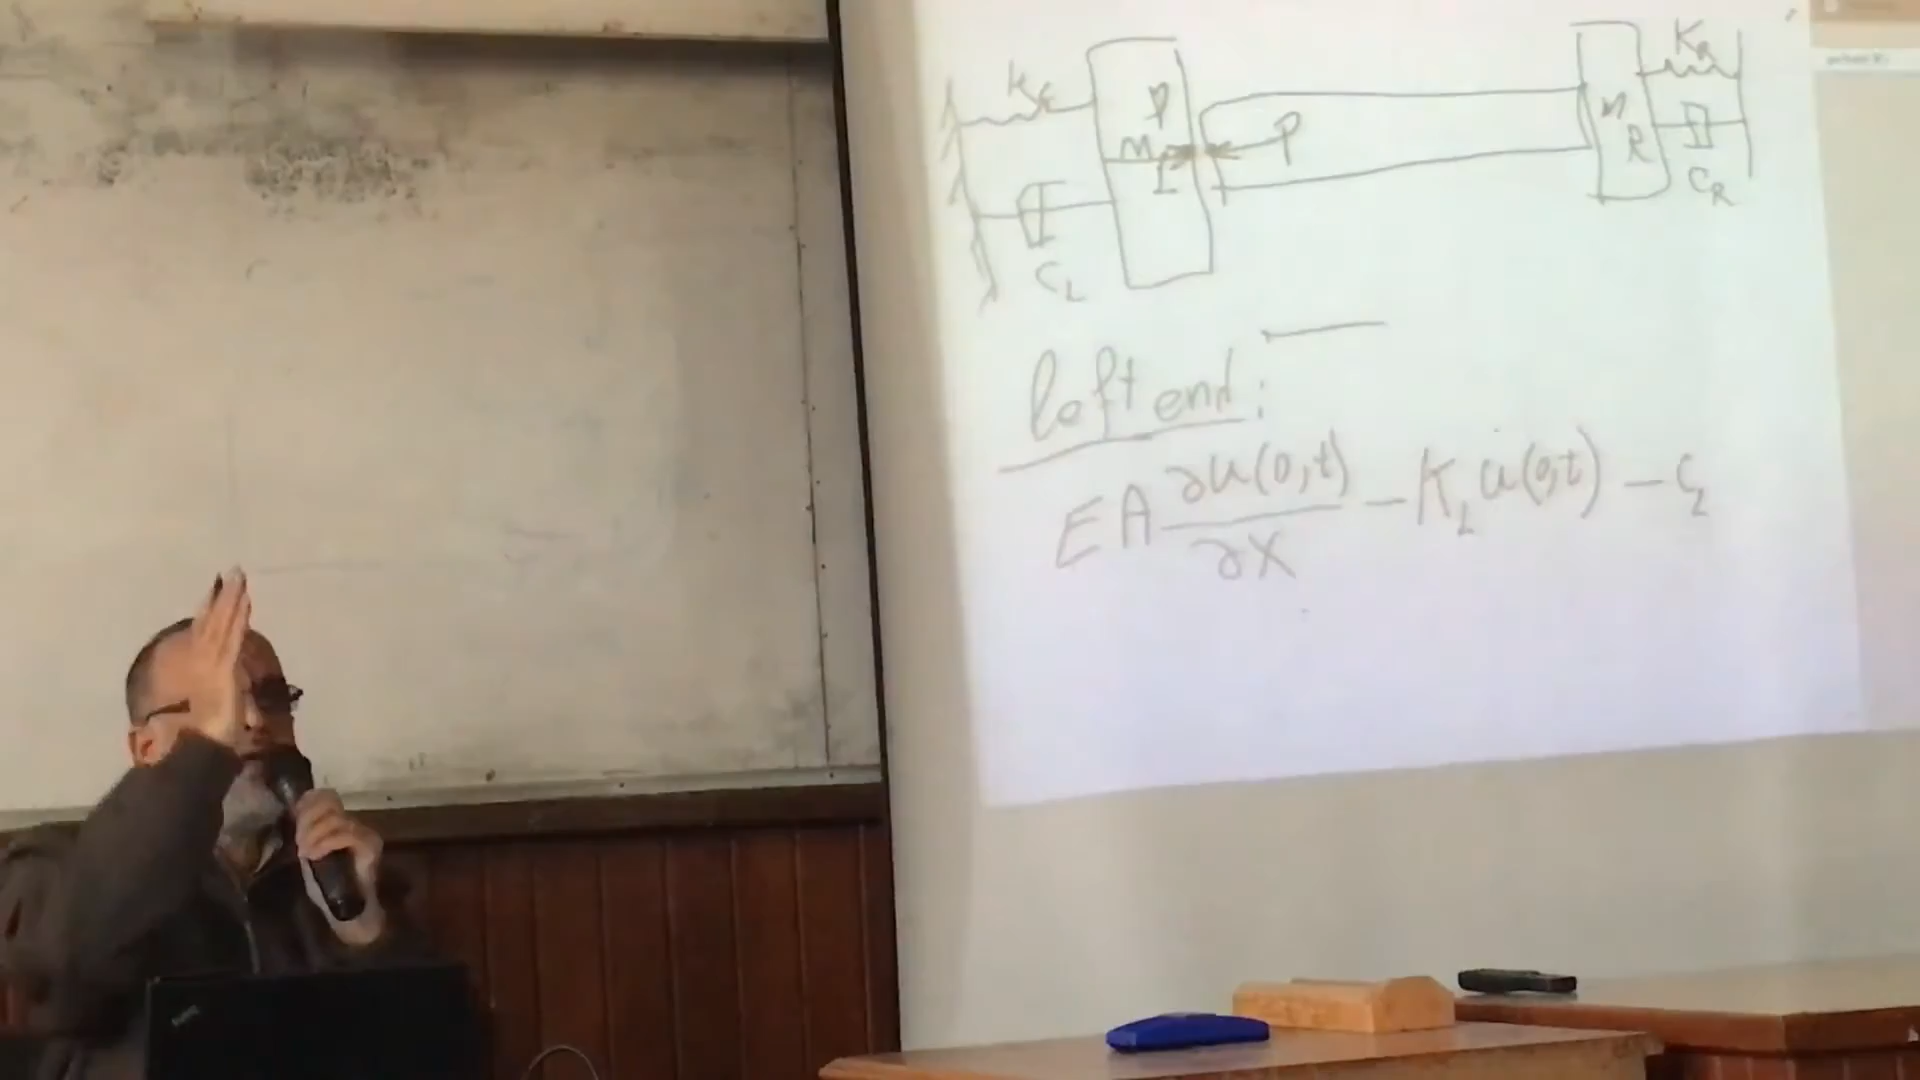 K_L
P
M_L
P
C_L
K_R
M_R
C_R
left end:
EA ∂u(0,t)/∂x - K_L u(0,t) - C_L